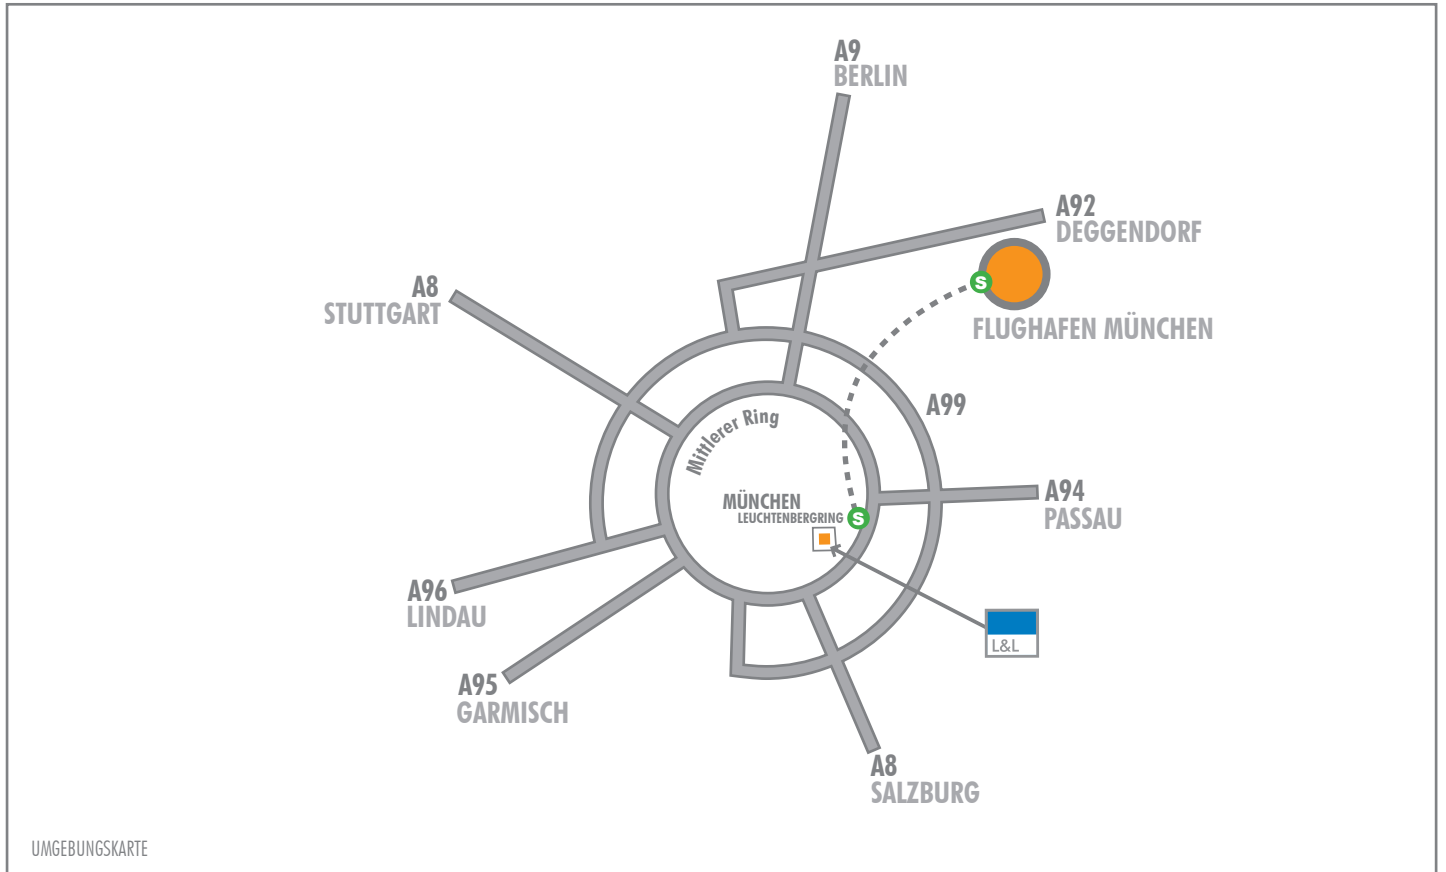 A9
BERLIN
A92
DEGGENDORF
S
FLUGHAFEN MÜNCHEN
A8
STUTTGART
A99
Mittlerer Ring
A94
PASSAU
MÜNCHEN
LEUCHTENBERGRING
S
A96
LINDAU
L&L
A95
GARMISCH
A8
SALZBURG
UMGEBUNGSKARTE